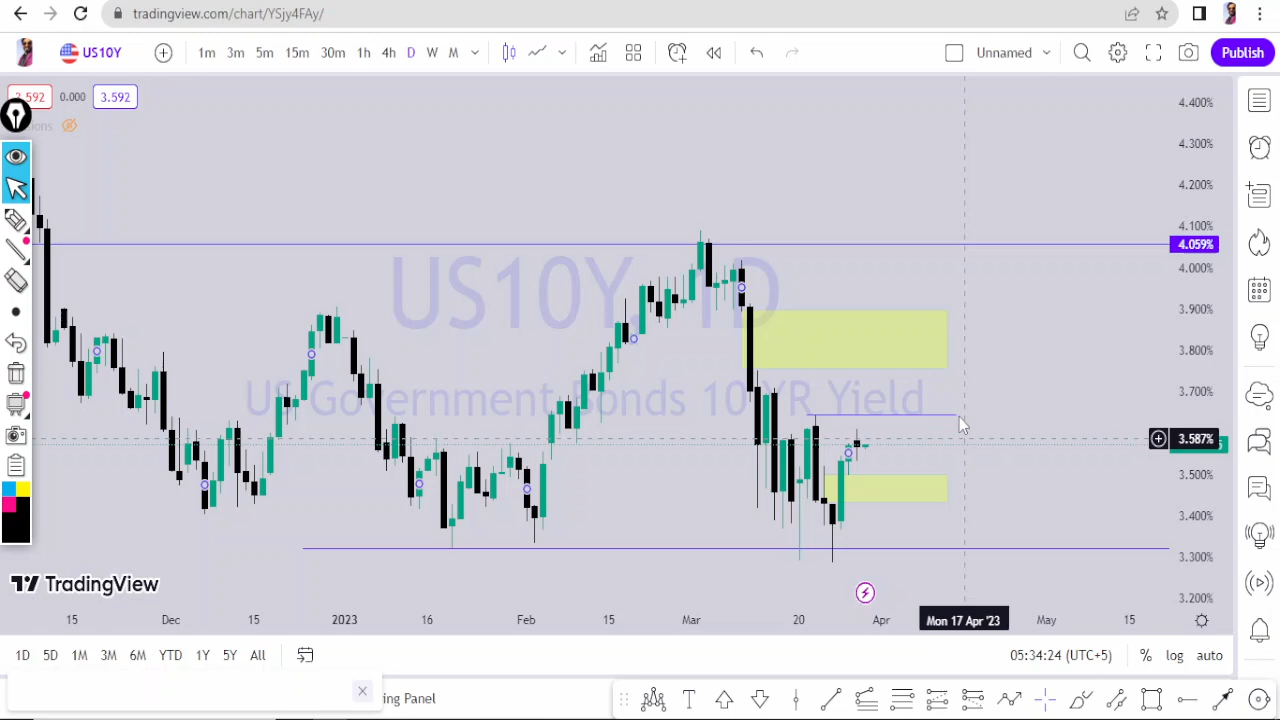 tradingview.com/chart/YSjy4FAy/
US10Y 1m 3m 5m 15m 30m 1h 4h D W M Unnamed Publish
3.592 0.000 3.592
4.400%
4.300%
4.200%
4.100%
4.059%
4.000%
3.900%
3.800%
3.700%
3.587%
3.500%
3.400%
3.300%
3.200%
US10Y, 1D
US Government Bonds 10 YR Yield
TradingView
15 Dec 15 2023 16 Feb 15 Mar 20 Apr Mon 17 Apr '23 May 15
1D 5D 1M 3M 6M YTD 1Y 5Y All 05:34:24 (UTC+5) % log auto
Panel